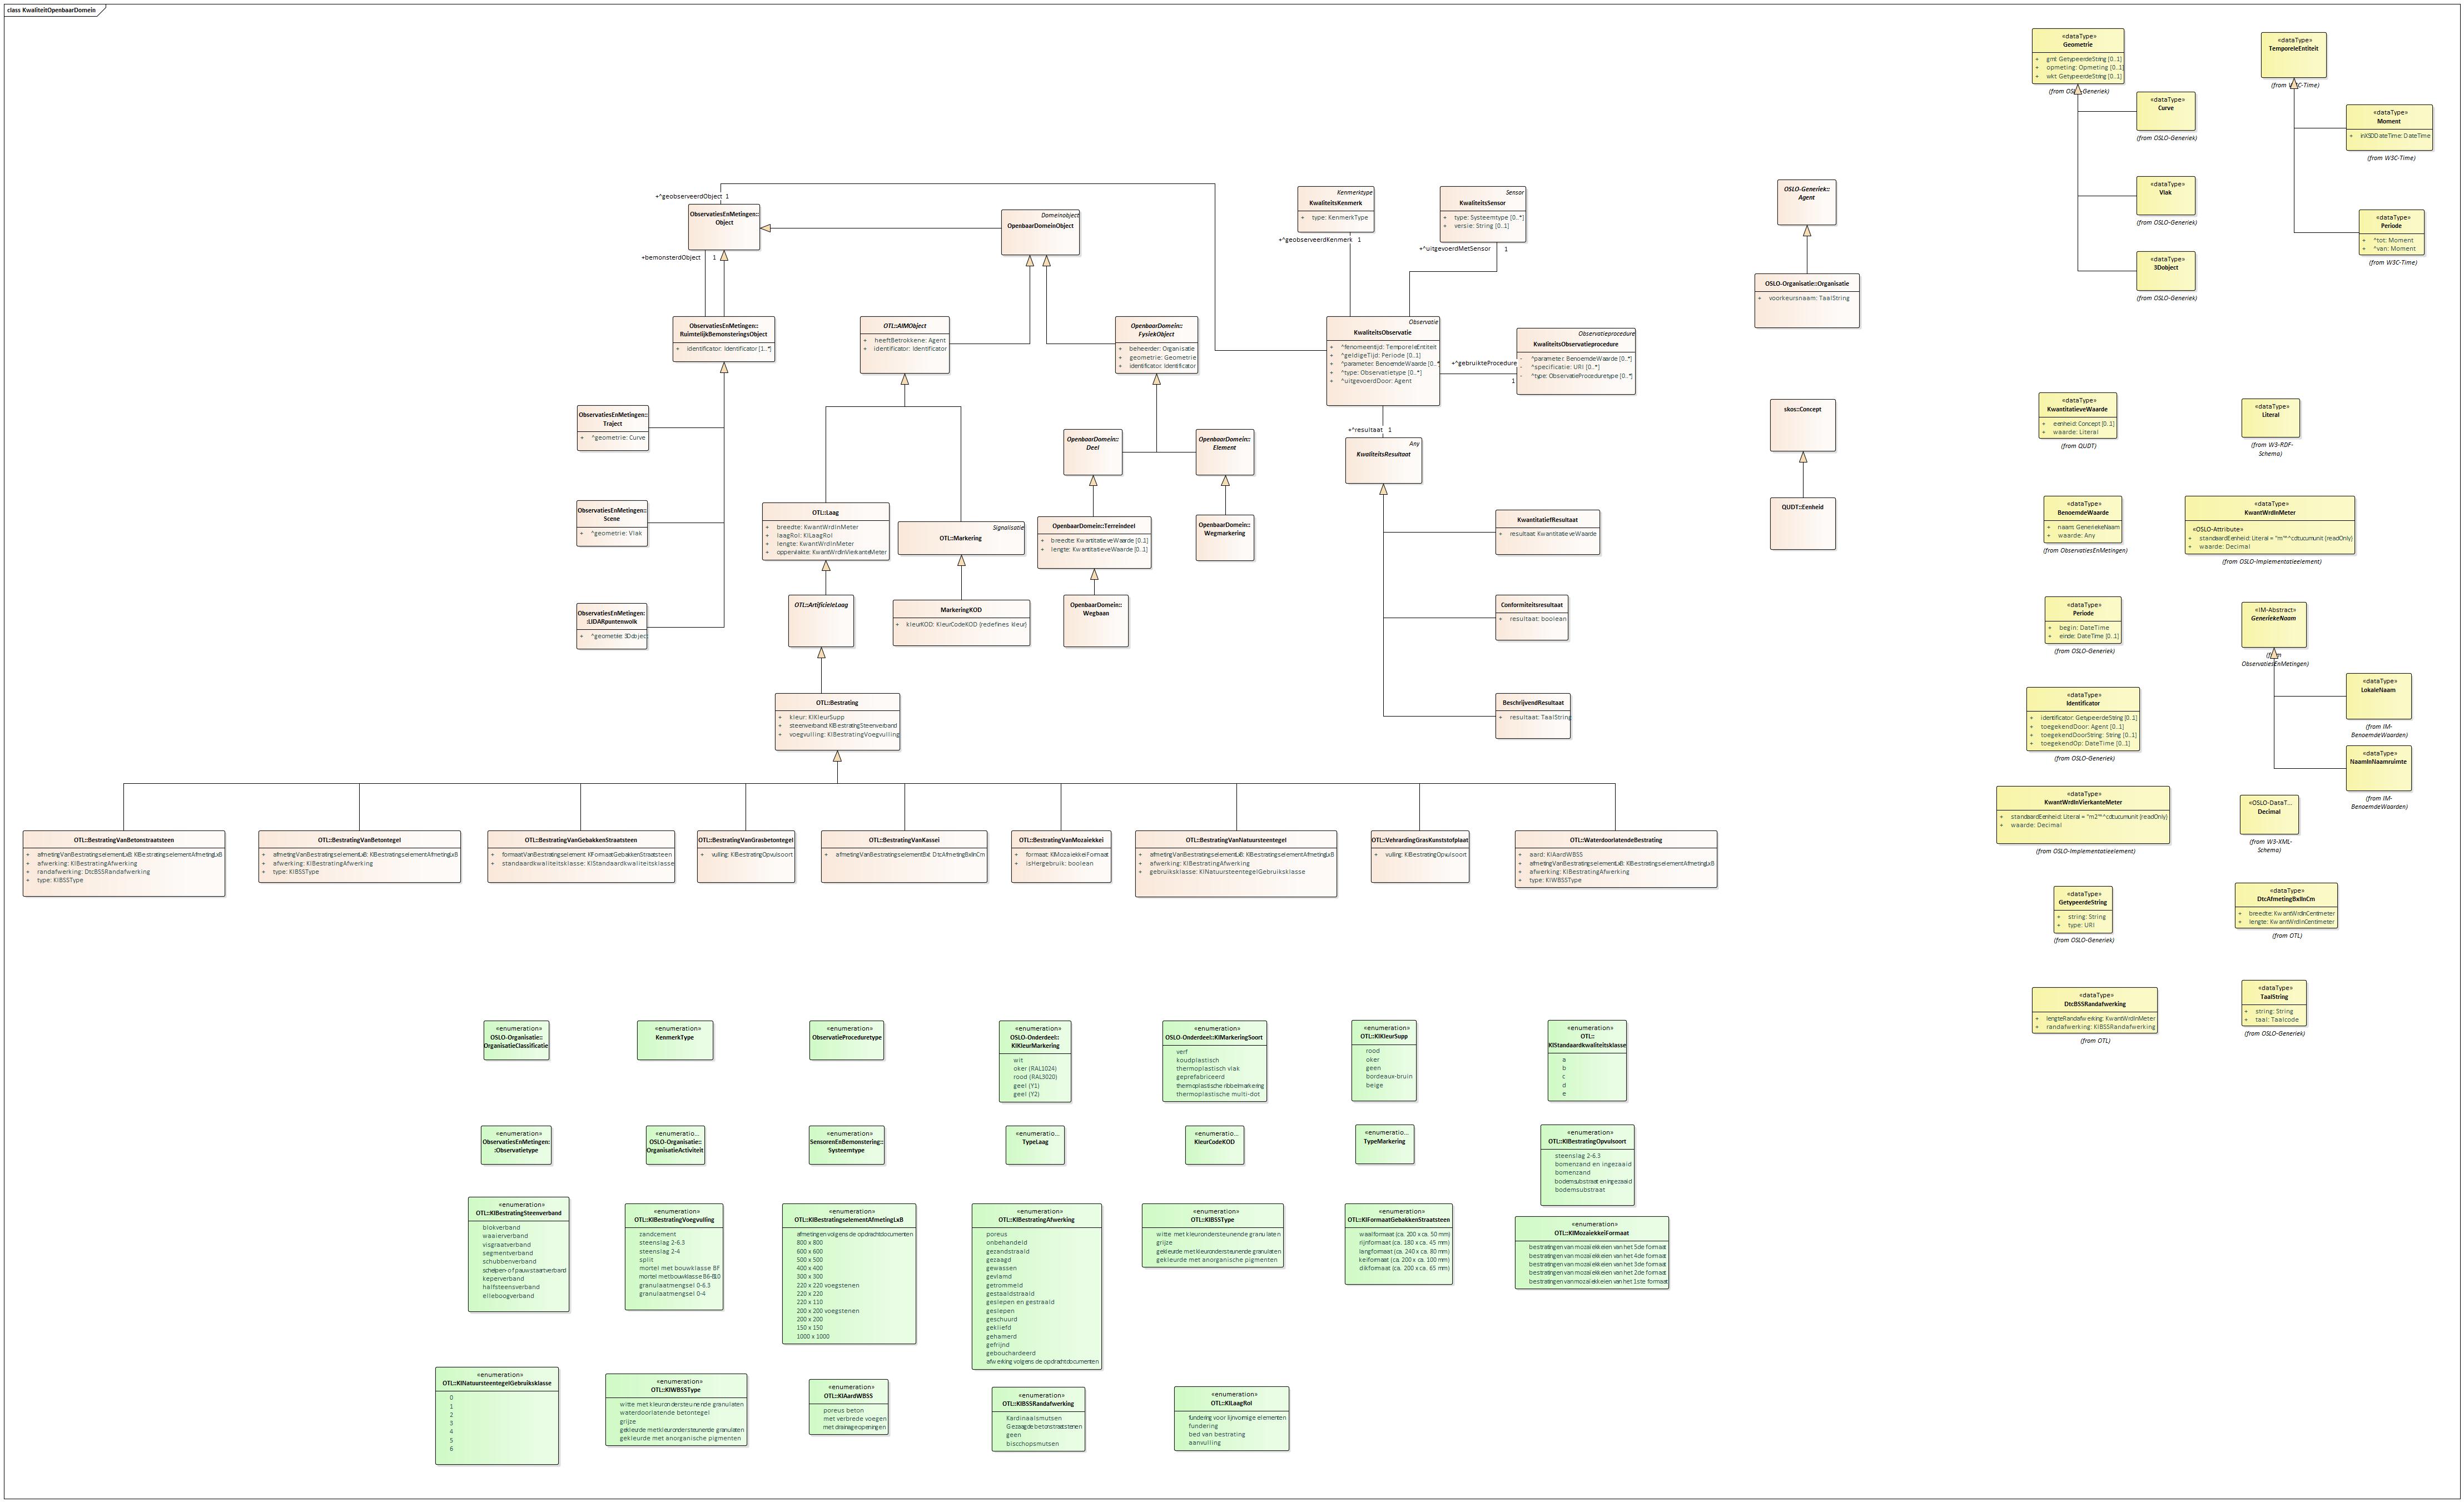 class KwaliteitOpenbaarDomein
+^geobserveerdObject 1
ObservatiesEnMetingen::
Object
+bemonsterdObject 1
Domeinobject
OpenbaarDomeinObject
Kenmerktype
KwaliteitsKenmerk
+ type: KenmerkType
+^geobserveerdKenmerk 1
Sensor
KwaliteitsSensor
+ type: Systeemtype [0..*]
+ versie: String [0..1]
+^uitgevoerdMetSensor 1
OSLO-Generiek::
Agent
OSLO-Organisatie::Organisatie
+ voorkeursnaam: TaalString
ObservatiesEnMetingen::
RuimtelijkBemonsteringsObject
+ identificator: Identificator [1..*]
OTL::AIMObject
+ heeftBetrokkene: Agent
+ identificator: Identificator
OpenbaarDomein::
FysiekObject
+ beheerder: Organisatie
+ geometrie: Geometrie
+ identificator: Identificator
Observatie
KwaliteitsObservatie
+ ^fenomeentijd: TemporeleEntiteit
+ ^geldigeTijd: Periode [0..1]
+ ^parameter: BenoemdeWaarde [0..*]
+ ^type: Observatietype [0..*]
+ ^uitgevoerdDoor: Agent
+^gebruikteProcedure
1
Observatieprocedure
KwaliteitsObservatieprocedure
- ^parameter: BenoemdeWaarde [0..*]
- ^specificatie: URI [0..*]
- ^type: ObservatieProceduretype [0..*]
+^resultaat 1
Any
KwaliteitsResultaat
skos::Concept
QUDT::Eenheid
ObservatiesEnMetingen::
Traject
+ ^geometrie: Curve
ObservatiesEnMetingen::
Scene
+ ^geometrie: Vlak
ObservatiesEnMetingen:
:LIDARpuntenwolk
+ ^geometrie 3Dobject
OpenbaarDomein::
Deel
OpenbaarDomein::
Element
OTL::Laag
+ breedte: KwantWrdInMeter
+ laagRol: KlLaagRol
+ lengte: KwantWrdInMeter
+ oppervlakte: KwantWrdInVierkanteMeter
Signalisatie
OTL::Markering
OpenbaarDomein::Terreindeel
+ breedte: KwantitatieveWaarde [0..1]
+ lengte: KwantitatieveWaarde [0..1]
OpenbaarDomein::
Wegmarkering
OTL::ArtificieleLaag
MarkeringKOD
+ kleurKOD: KleurCodeKOD {redefines kleur}
OpenbaarDomein::
Wegbaan
KwantitatiefResultaat
+ resultaat KwantitatieveWaarde
Conformiteitsresultaat
+ resultaat: boolean
BeschrijvendResultaat
+ resultaat: TaalString
OTL::Bestrating
+ kleur: KlKleurSupp
+ steenverband: KlBestratingSteenverband
+ voegvulling: KlBestratingVoegvulling
OTL::BestratingVanBetonstraatsteen
+ afmetingVanBestratingselementLxB: KlBestratingselementAfmetingLxB
+ afwerking: KlBestratingAfwerking
+ randafwerking: DtcBSSRandafwerking
+ type: KlBSSType
OTL::BestratingVanBetontegel
+ afmetingVanBestratingselementLxB: KlBestratingselementAfmetingLxB
+ afwerking: KlBestratingAfwerking
+ type: KlBSSType
OTL::BestratingVanGebakkenStraatsteen
+ formaatVanBestratingselement: KlFormaatGebakkenStraatsteen
+ standaardkwaliteitsklasse: KlStandaardkwaliteitsklasse
OTL::BestratingVanGrasbetontegel
+ vulling: KlBestratingOpvulsoort
OTL::BestratingVanKassei
+ afmetingVanBestratingselementBxl: DtcAfmetingBxlInCm
OTL::BestratingVanMozaiekkei
+ formaat: KlMozaiekkeiFormaat
+ isHergebruik: boolean
OTL::BestratingVanNatuursteentegel
+ afmetingVanBestratingselementLxB: KlBestratingselementAfmetingLxB
+ afwerking: KlBestratingAfwerking
+ gebruiksklasse: KlNatuursteentegelGebruiksklasse
OTL::VerhardingGrasKunststofplaat
+ vulling: KlBestratingOpvulsoort
OTL::WaterdoorlatendeBestrating
+ aard: KlAardWBSS
+ afmetingVanBestratingselementLxB: KlBestratingselementAfmetingLxB
+ afwerking: KlBestratingAfwerking
+ type: KlWBSSType
«enumeration»
OSLO-Organisatie::
OrganisatieClassificatie
«enumeration»
KenmerkType
«enumeration»
ObservatieProceduretype
«enumeration»
OSLO-Onderdeel::
KlKleurMarkering
wit
oker (RAL1024)
rood (RAL3020)
geel (Y1)
geel (Y2)
«enumeration»
OSLO-Onderdeel::KlMarkeringSoort
verf
koudplastisch
thermoplastisch vlak
geprefabriceerd
thermoplastische ribbelmarkering
thermoplastische multi-dot
«enumeration»
OTL::KlKleurSupp
rood
oker
geen
bordeaux-bruin
beige
«enumeration»
OTL::
KlStandaardkwaliteitsklasse
a
b
c
d
e
«enumeration»
ObservatiesEnMetingen:
:Observatietype
«enumeratio...
OSLO-Organisatie::
OrganisatieActiviteit
«enumeration»
SensorenEnBemonstering::
Systeemtype
«enumeratio...
TypeLaag
«enumeratio...
KleurCodeKOD
«enumeratio...
TypeMarkering
«enumeration»
OTL::KlBestratingOpvulsoort
steenslag 2-6.3
bomenzand en ingezaaid
bomenzand
bodemsubstraat en ingezaaid
bodemsubstraat
«enumeration»
OTL::KlBestratingSteenverband
blokverband
waaierverband
visgraatverband
segmentverband
schubbenverband
schelpen- of pauwstaartverband
keperverband
halfsteensverband
elleboogverband
«enumeration»
OTL::KlBestratingVoegvulling
zandcement
steenslag 2-6.3
steenslag 2-4
split
mortel met bouwklasse BF
mortel met bouwklasse B6-B10
granulaatmengsel 0-6.3
granulaatmengsel 0-4
«enumeration»
OTL::KlBestratingselementAfmetingLxB
afmetingen volgens de opdrachtdocumenten
800 x 800
600 x 600
500 x 500
400 x 400
300 x 300
220 x 220 voegstenen
220 x 220
220 x 110
200 x 200 voegstenen
200 x 200
150 x 150
1000 x 1000
«enumeration»
OTL::KlBestratingAfwerking
poreus
onbehandeld
gezandstraald
gezaagd
gewassen
gevlamd
getrommeld
gestaaldstraald
geslepen en gestraald
geslepen
geschuurd
gekliefd
gehamerd
gefrijnd
gebouchardeerd
afwerking volgens de opdrachtdocumenten
«enumeration»
OTL::KlBSSType
witte met kleurondersteunende granulaten
grijze
gekleurde met kleurondersteunende granulaten
gekleurde met anorganische pigmenten
«enumeration»
OTL::KlFormaatGebakkenStraatsteen
waalformaat (ca. 200 x ca. 50 mm)
rijnformaat (ca. 180 x ca. 45 mm)
langformaat (ca. 240 x ca. 80 mm)
keiformaat (ca. 200 x ca. 100 mm)
dikformaat (ca. 200 x ca. 65 mm)
«enumeration»
OTL::KlMozaiekkeiFormaat
bestratingen van mozaïekkeien van het 5de formaat
bestratingen van mozaïekkeien van het 4de formaat
bestratingen van mozaïekkeien van het 3de formaat
bestratingen van mozaïekkeien van het 2de formaat
bestratingen van mozaïekkeien van het 1ste formaat
«enumeration»
OTL::KlNatuursteentegelGebruiksklasse
0
1
2
3
4
5
6
«enumeration»
OTL::KlWBSSType
witte met kleurondersteunende granulaten
waterdoorlatende betontegel
grijze
gekleurde met kleurondersteunende granulaten
gekleurde met anorganische pigmenten
«enumeration»
OTL::KlAardWBSS
poreus beton
met verbrede voegen
met drainageopeningen
«enumeration»
OTL::KlBSSRandafwerking
Kardinaalsmutsen
Gezaagde betonstraatstenen
geen
biscchopsmutsen
«enumeration»
OTL::KlLaagRol
fundering voor lijnvormige elementen
fundering
bed van bestrating
aanvulling
«dataType»
Geometrie
+ gml: GetypeerdeString [0..1]
+ opmeting: Opmeting [0..1]
+ wkt: GetypeerdeString [0..1]
(from OSLO-Generiek)
«dataType»
Curve
(from OSLO-Generiek)
«dataType»
Vlak
(from OSLO-Generiek)
«dataType»
3Dobject
(from OSLO-Generiek)
«dataType»
TemporeleEntiteit
(from W3C-Time)
«dataType»
Moment
+ inXSDDateTime: DateTime
(from W3C-Time)
«dataType»
Periode
+ ^tot: Moment
+ ^van: Moment
(from W3C-Time)
«dataType»
KwantitatieveWaarde
+ eenheid: Concept [0..1]
+ waarde: Literal
(from QUDT)
«dataType»
Literal
(from W3-RDF-
Schema)
«dataType»
BenoemdeWaarde
+ naam: GeneriekeNaam
+ waarde: Any
(from ObservatiesEnMetingen)
«dataType»
KwantWrdInMeter
«OSLO-Attribute»
+ standaardEenheid: Literal = "m"^^cdt:ucumunit {readOnly}
+ waarde: Decimal
(from OSLO-Implementatieelement)
«dataType»
Periode
+ begin: DateTime
+ einde: DateTime [0..1]
(from OSLO-Generiek)
«IM-Abstract»
GeneriekeNaam
(from
ObservatiesEnMetingen)
«dataType»
LokaleNaam
(from IM-
BenoemdeWaarden)
«dataType»
NaamInNaamruimte
(from IM-
BenoemdeWaarden)
«dataType»
Identificator
+ identificator: GetypeerdeString [0..1]
+ toegekendDoor: Agent [0..1]
+ toegekendDoorString: String [0..1]
+ toegekendOp: DateTime [0..1]
(from OSLO-Generiek)
«dataType»
KwantWrdInVierkanteMeter
+ standaardEenheid: Literal = "m2"^^cdt:ucumunit {readOnly}
+ waarde: Decimal
(from OSLO-Implementatieelement)
«OSLO-DataT...
Decimal
(from W3-XML-
Schema)
«dataType»
GetypeerdeString
+ string: String
+ type: URI
(from OSLO-Generiek)
«dataType»
DtcAfmetingBxlInCm
+ breedte: KwantWrdInCentimeter
+ lengte: KwantWrdInCentimeter
(from OTL)
«dataType»
DtcBSSRandafwerking
+ lengteRandafwerking: KwantWrdInMeter
+ randafwerking: KlBSSRandafwerking
(from OTL)
«dataType»
TaalString
+ string: String
+ taal: Taalcode
(from OSLO-Generiek)